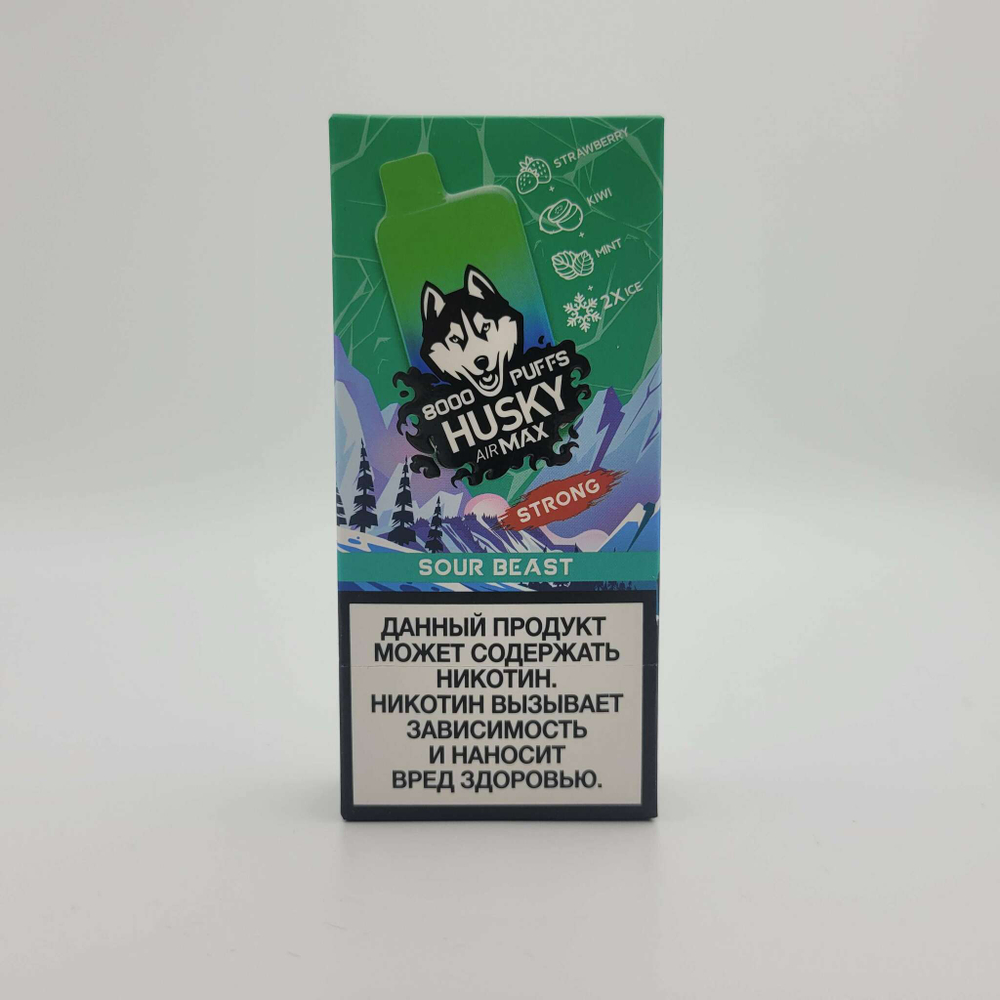 STRAWBERRY
+
KIWI
+
MINT
+
2X ICE
8000 PUFFS
HUSKY
AIR MAX
STRONG
SOUR BEAST
ДАННЫЙ ПРОДУКТ
МОЖЕТ СОДЕРЖАТЬ
НИКОТИН.
НИКОТИН ВЫЗЫВАЕТ
ЗАВИСИМОСТЬ
И НАНОСИТ
ВРЕД ЗДОРОВЬЮ.